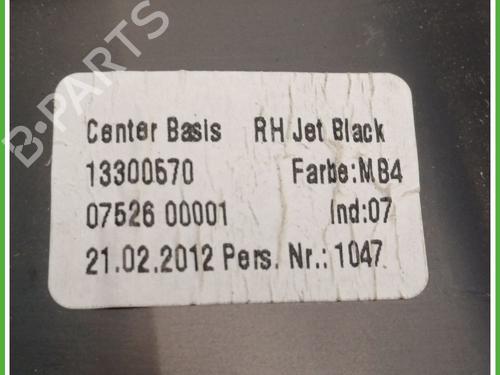 B-PARTS
Center Basis RH Jet Black
13300570 Farbe:MB4
07526 00001 Ind:07
21.02.2012 Pers. Nr.: 1047